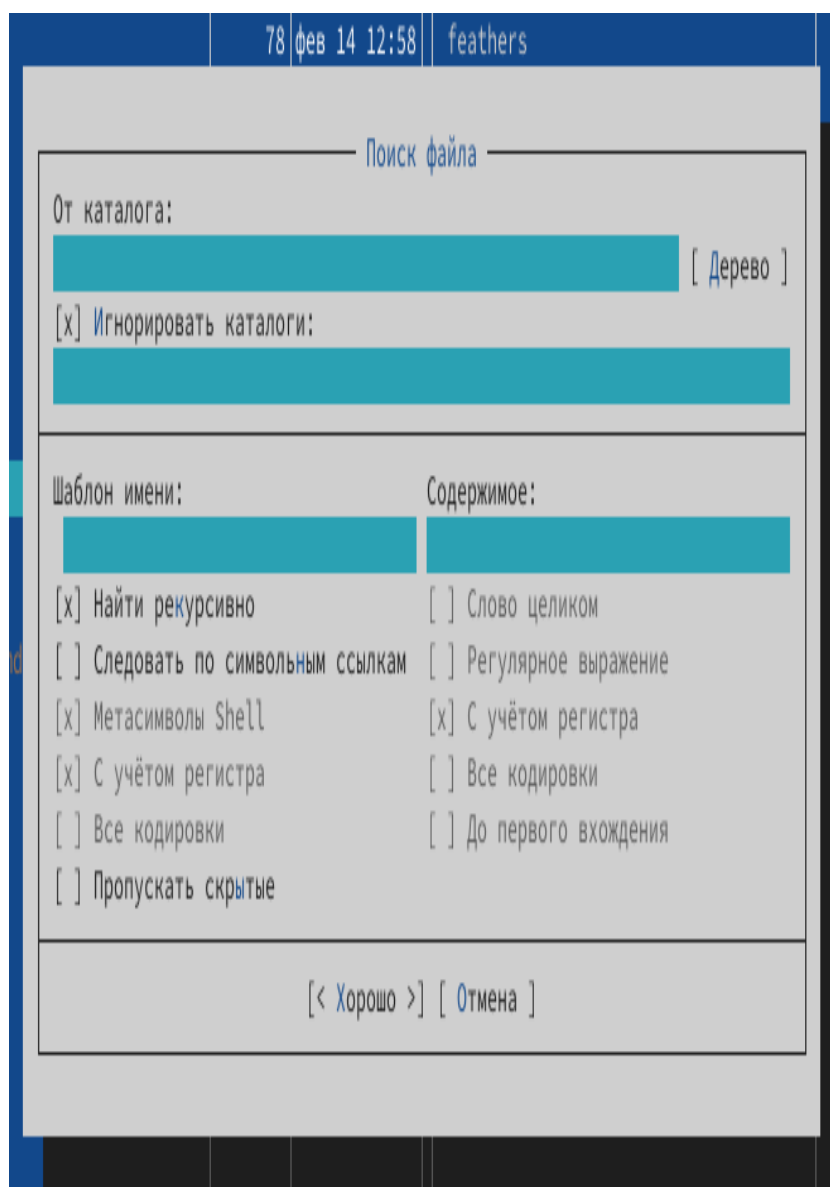 78 фев 14 12:58 feathers
Поиск файла
От каталога:
[ Дерево ]
[x] Игнорировать каталоги:
Шаблон имени: Содержимое:
[x] Найти рекурсивно [ ] Слово целиком
[ ] Следовать по символьным ссылкам [ ] Регулярное выражение
[x] Метасимволы Shell [x] С учётом регистра
[x] С учётом регистра [ ] Все кодировки
[ ] Все кодировки [ ] До первого вхождения
[ ] Пропускать скрытые
[< Хорошо >] [ Отмена ]